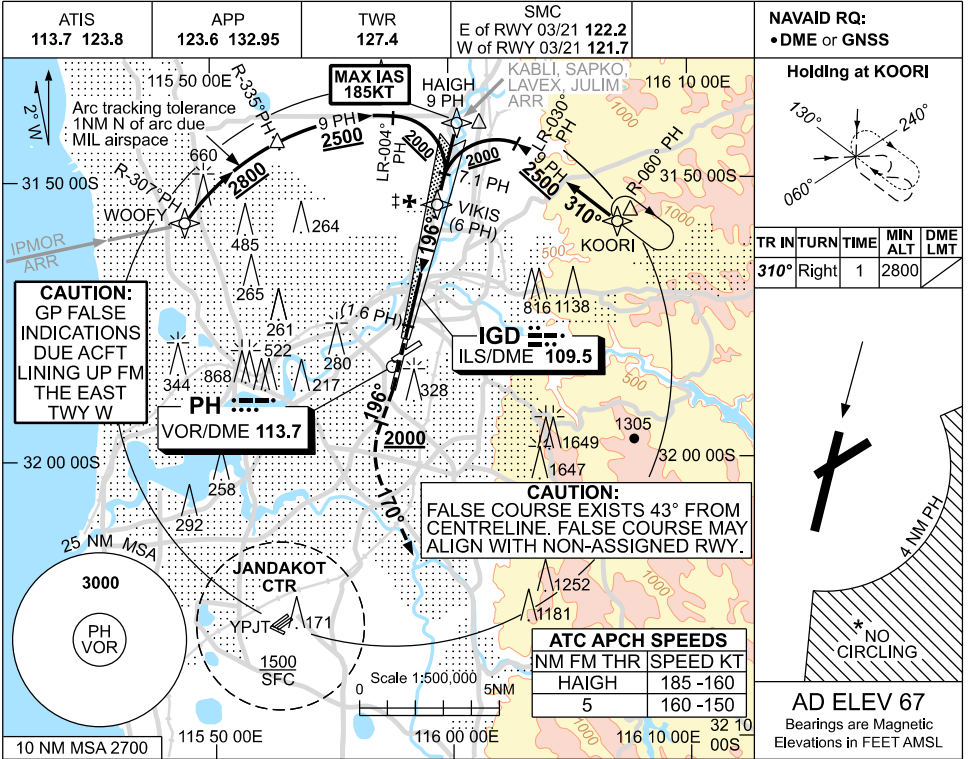 ATIS
113.7 123.8
APP
123.6 132.95
TWR
127.4
SMC
E of RWY 03/21 122.2
W of RWY 03/21 121.7
NAVAID RQ:
•DME or GNSS
2° W
115 50 00E
R-335°PH
MAX IAS
185KT
HAIGH
9 PH
KABLI, SAPKO,
LAVEX, JULIM
ARR
116 10 00E
Arc tracking tolerance
1NM N of arc due
MIL airspace
9 PH
2500
2000
LR-004°
PH
LR-030°
PH
1000
660
2000
9 PH
2500
R-060° PH
31 50 00S
31 50 00S
R-307°PH
2800
7.1 PH
310°
1000
WOOFY
VIKIS
(6 PH)
KOORI
IPMOR
ARR
264
485
196°
500
265
816
1138
CAUTION:
GP FALSE
INDICATIONS
DUE ACFT
LINING UP FM
THE EAST
TWY W
261
(1.6 PH)
IGD
ILS/DME 109.5
344
868
522
280
217
328
500
PH
VOR/DME 113.7
196°
2000
1305
1649
1647
32 00 00S
32 00 00S
258
292
170°
CAUTION:
FALSE COURSE EXISTS 43° FROM
CENTRELINE. FALSE COURSE MAY
ALIGN WITH NON-ASSIGNED RWY.
25 NM MSA
3000
PH
VOR
JANDAKOT
CTR
YPJT
171
1500
SFC
1252
1181
1000
1000
ATC APCH SPEEDS
NM FM THR SPEED KT
HAIGH 185 -160
5 160 -150
Scale 1:500,000
0 5NM
10 NM MSA 2700
115 50 00E
116 00 00E
116 10 00E
32 10
00S
Holding at KOORI
130°
240°
060°
TR IN TURN TIME MIN ALT DME LMT
310° Right 1 2800
4 NM PH
*NO
CIRCLING
AD ELEV 67
Bearings are Magnetic
Elevations in FEET AMSL